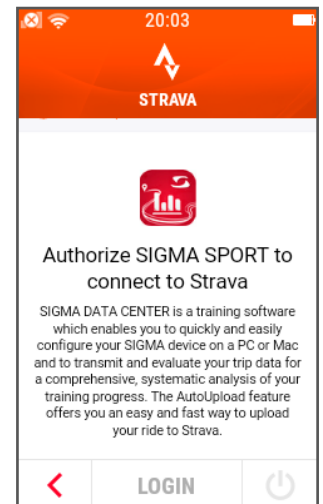 20:03
STRAVA
Authorize SIGMA SPORT to
connect to Strava
SIGMA DATA CENTER is a training software
which enables you to quickly and easily
configure your SIGMA device on a PC or Mac
and to transmit and evaluate your trip data for
a comprehensive, systematic analysis of your
training progress. The AutoUpload feature
offers you an easy and fast way to upload
your ride to Strava.
LOGIN